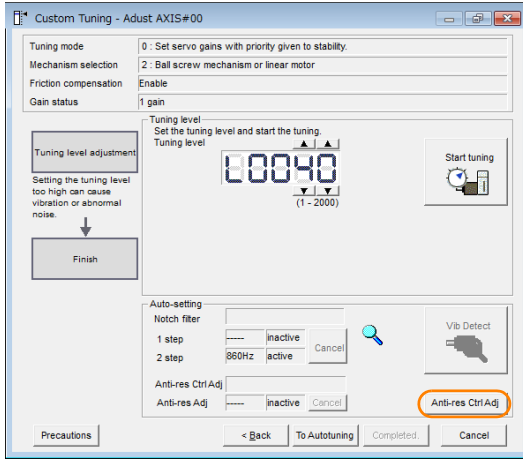 Custom Tuning - Adust AXIS#00
Tuning mode 0 : Set servo gains with priority given to stability.
Mechanism selection 2 : Ball screw mechanism or linear motor
Friction compensation Enable
Gain status 1 gain
Tuning level
Set the tuning level and start the tuning.
Tuning level
L0040
(1 - 2000)
Start tuning
Tuning level adjustment
Setting the tuning level
too high can cause
vibration or abnormal
noise.
Finish
Auto-setting
Notch filter
1 step ----- inactive
2 step 860Hz active
Cancel
Vib Detect
Anti-res Ctrl Adj
Anti-res Adj ----- inactive Cancel
Anti-res Ctrl Adj
Precautions < Back To Autotuning Completed. Cancel